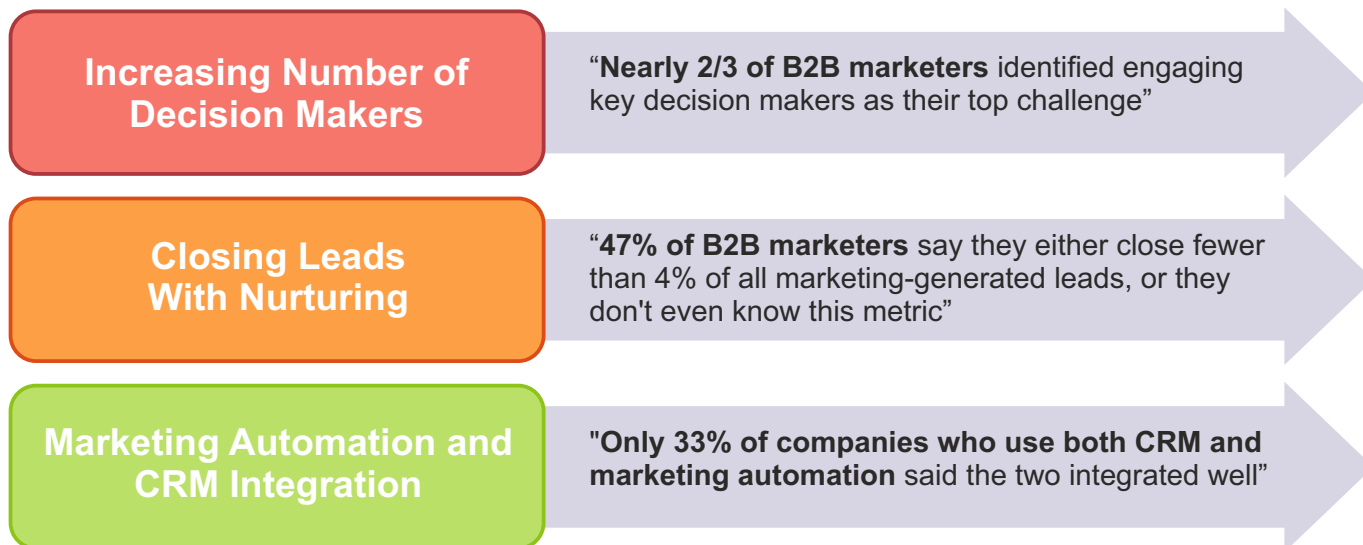 Increasing Number of
Decision Makers
“Nearly 2/3 of B2B marketers identified engaging
key decision makers as their top challenge”
Closing Leads
With Nurturing
“47% of B2B marketers say they either close fewer
than 4% of all marketing-generated leads, or they
don't even know this metric”
Marketing Automation and
CRM Integration
"Only 33% of companies who use both CRM and
marketing automation said the two integrated well”